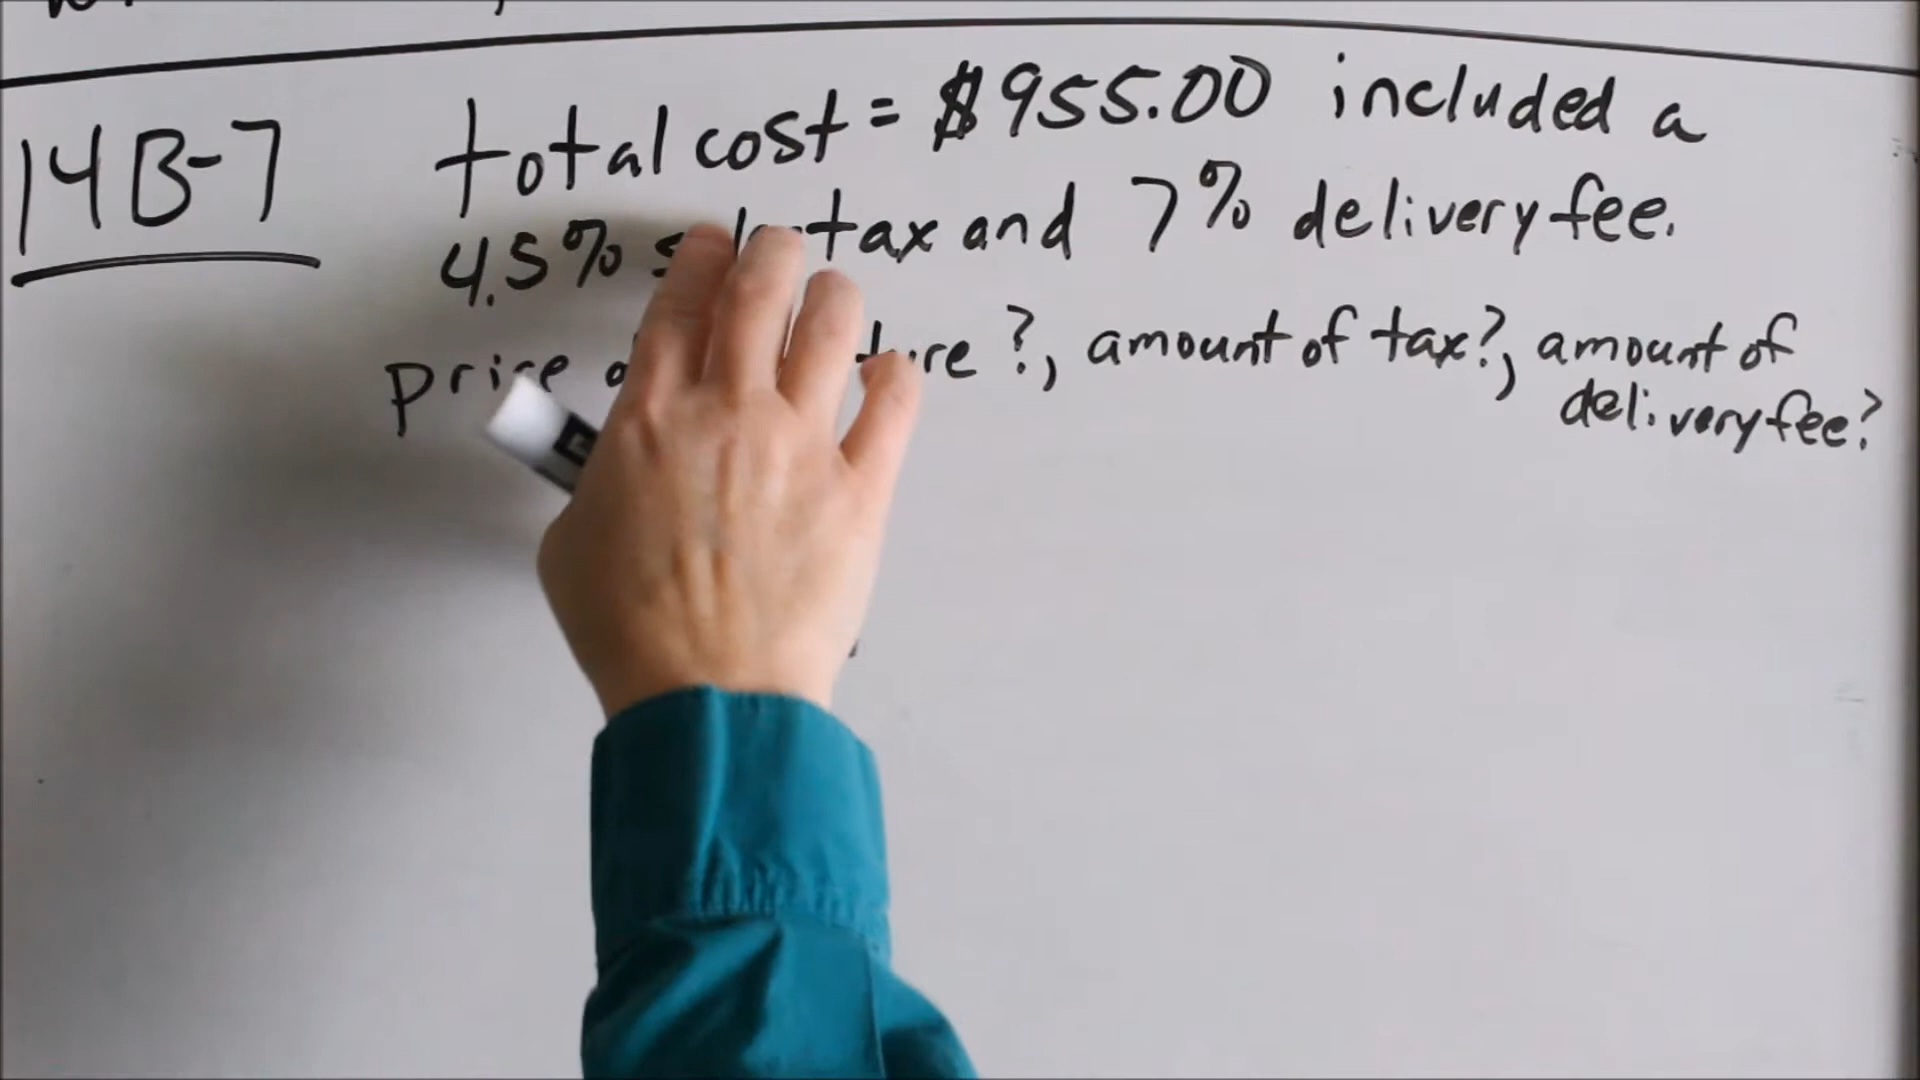 14B-7
total cost = $955.00 included a
4.5% tax and 7% delivery fee.
price ?, amount of tax?, amount of
delivery fee?